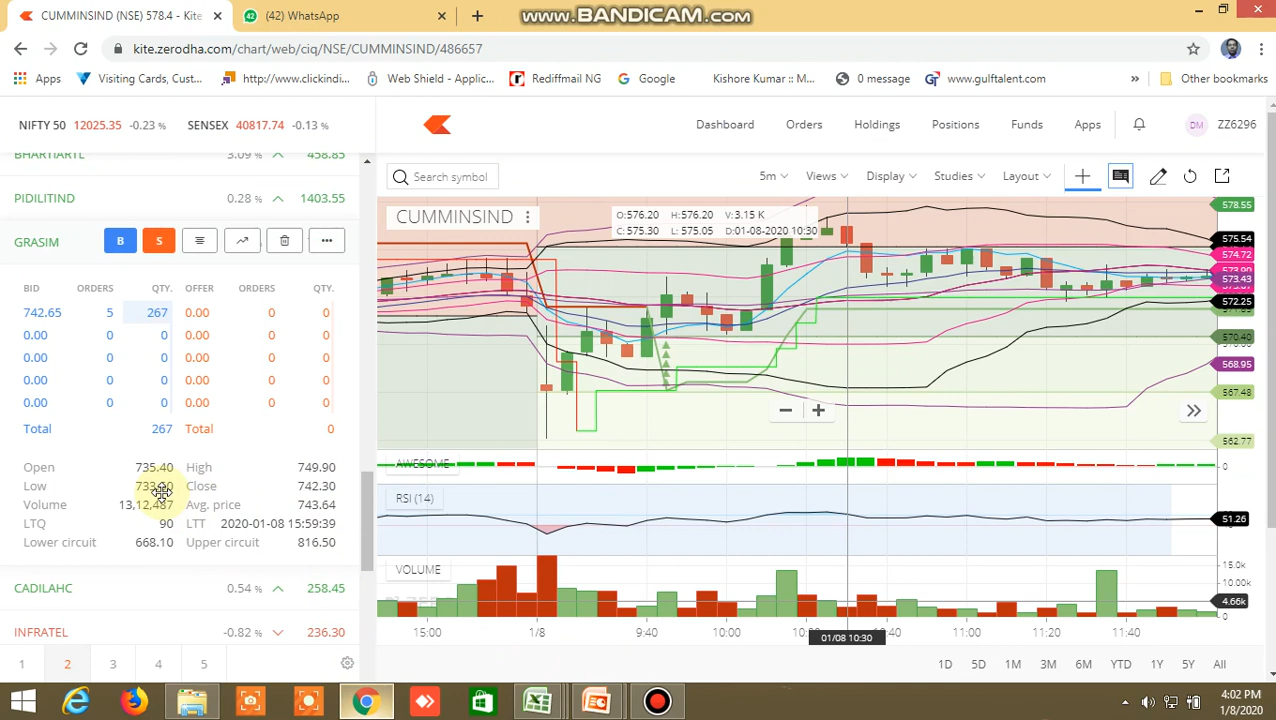 CUMMINSIND (NSE) 578.4 - Kite
(42) WhatsApp
www.BANDICAM.com
kite.zerodha.com/chart/web/ciq/NSE/CUMMINSIND/486657
Apps Visiting Cards, Cust... http://www.clickindi... Web Shield - Applic... Rediffmail NG Google Kishore Kumar :: M... 0 message www.gulftalent.com » Other bookmarks
NIFTY 50 12025.35 -0.23 % SENSEX 40817.74 -0.13 %
Dashboard Orders Holdings Positions Funds Apps DM ZZ6296
BHARTIARTL 3.09 % 458.85
PIDILITIND 0.28 % 1403.55
GRASIM B S
BID ORDERS QTY. OFFER ORDERS QTY.
742.65 5 267 0.00 0 0
0.00 0 0 0.00 0 0
0.00 0 0 0.00 0 0
0.00 0 0 0.00 0 0
0.00 0 0 0.00 0 0
Total 267 Total 0
Open 735.40 High 749.90
Low Close 742.30
Volume 13,12,487 Avg. price 743.64
LTQ 90 LTT 2020-01-08 15:59:39
Lower circuit 668.10 Upper circuit 816.50
CADILAHC 0.54 % 258.45
INFRATEL -0.82 % 236.30
1 2 3 4 5
Search symbol 5m Views Display Studies Layout
CUMMINSIND
O:576.20 H:576.20 V:3.15 K
C:575.30 L:575.05 D:01-08-2020 10:30
578.55
575.54
574.72
573.43
572.25
570.40
568.95
567.48
562.77
AWESOME
0
RSI (14)
51.26
VOLUME
15.0k
10.00k
4.66k
0
15:00 1/8 9:40 10:00 11:00 11:20 11:40
01/08 10:30
1D 5D 1M 3M 6M YTD 1Y 5Y All
4:02 PM
1/8/2020